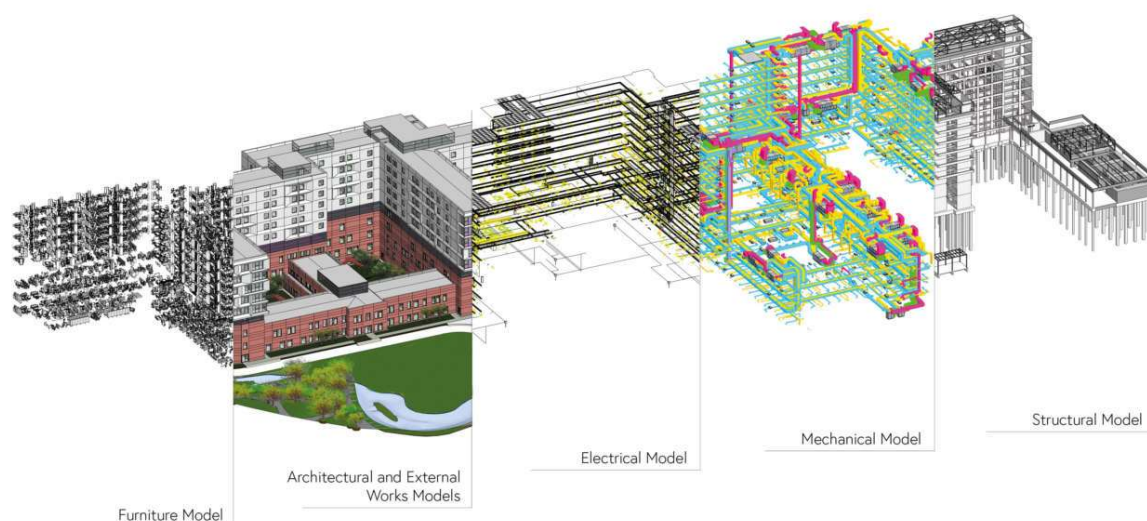 Furniture Model
Architectural and External
Works Models
Electrical Model
Mechanical Model
Structural Model